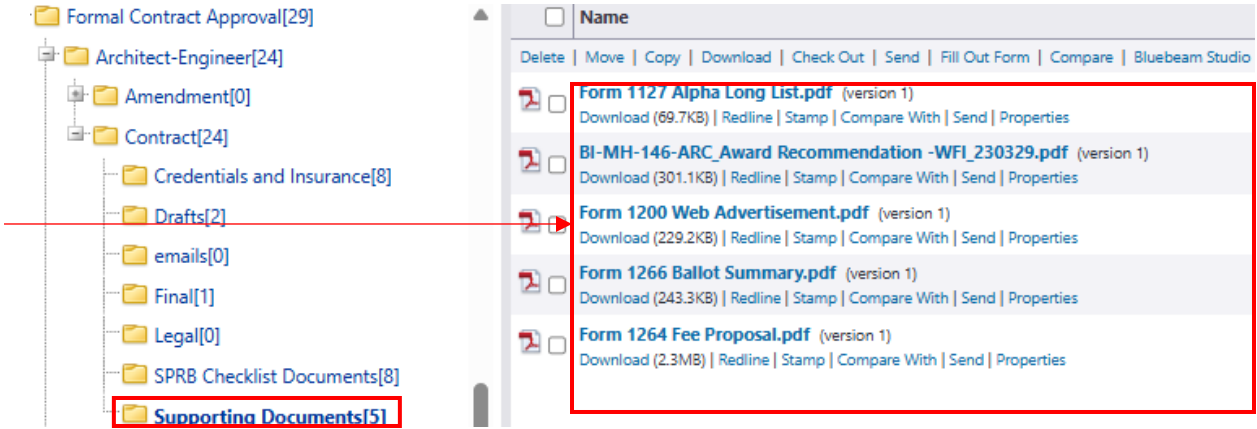 Formal Contract Approval[29]
Architect-Engineer[24]
Amendment[0]
Contract[24]
Credentials and Insurance[8]
Drafts[2]
emails[0]
Final[1]
Legal[0]
SPRB Checklist Documents[8]
Supporting Documents[5]
Name
Delete | Move | Copy | Download | Check Out | Send | Fill Out Form | Compare | Bluebeam Studio
Form 1127 Alpha Long List.pdf (version 1)
Download (69.7KB) | Redline | Stamp | Compare With | Send | Properties
BI-MH-146-ARC_Award Recommendation -WFI_230329.pdf (version 1)
Download (301.1KB) | Redline | Stamp | Compare With | Send | Properties
Form 1200 Web Advertisement.pdf (version 1)
Download (229.2KB) | Redline | Stamp | Compare With | Send | Properties
Form 1266 Ballot Summary.pdf (version 1)
Download (243.3KB) | Redline | Stamp | Compare With | Send | Properties
Form 1264 Fee Proposal.pdf (version 1)
Download (2.3MB) | Redline | Stamp | Compare With | Send | Properties